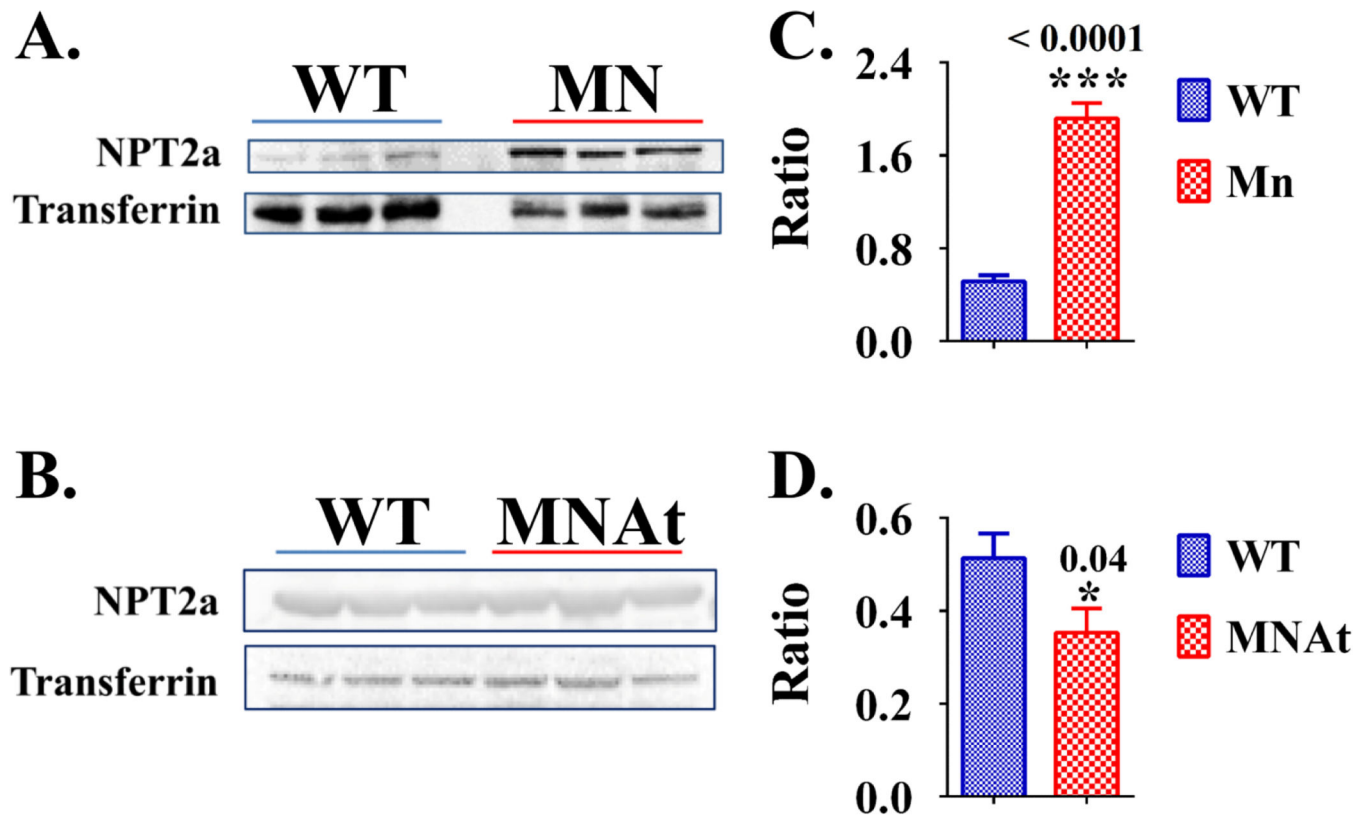 A.
WT MN
NPT2a
Transferrin
C.
< 0.0001
***
2.4
1.6
0.8
0.0
Ratio
WT
Mn
B.
WT MNAt
NPT2a
Transferrin
D.
0.6
0.4
0.2
0.0
Ratio
0.04
*
WT
MNAt